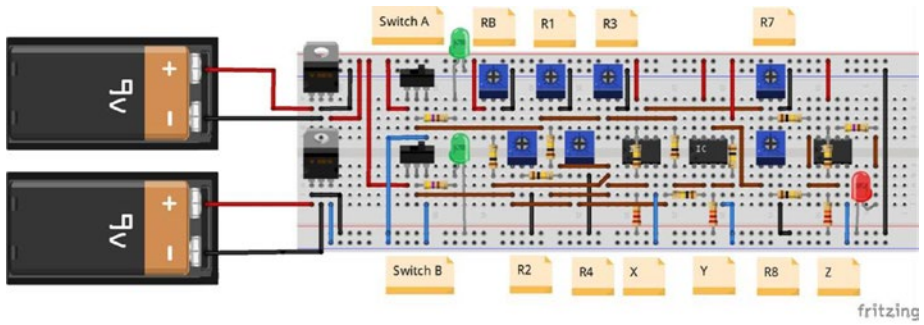 Switch A
RB
R1
R3
R7
9V
IC
9V
Switch B
R2
R4
X
Y
R8
Z
fritzing